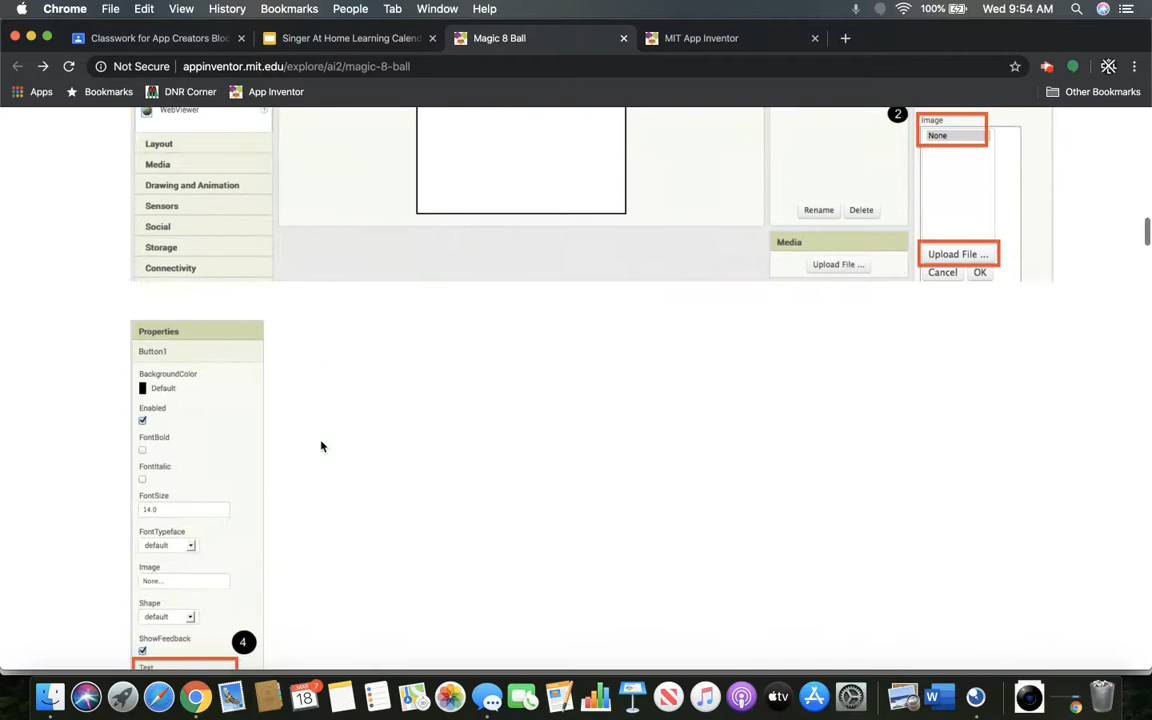 Chrome File Edit View History Bookmarks People Tab Window Help 100% Wed 9:54 AM
Classwork for App Creators Bloc × Singer At Home Learning Calend × Magic 8 Ball × MIT App Inventor × +
Not Secure appinventor.mit.edu/explore/ai2/magic-8-ball
Apps Bookmarks DNR Corner App Inventor Other Bookmarks
WebViewer ?
Layout
Media
Drawing and Animation
Sensors
Social
Storage
Connectivity
Rename Delete
Media
Upload File ...
2
Image
None
Upload File ...
Cancel OK
Properties
Button1
BackgroundColor
Default
Enabled
FontBold
FontItalic
FontSize
14.0
FontTypeface
default
Image
None...
Shape
default
ShowFeedback
4
Text
MAR
18
7
W
tv